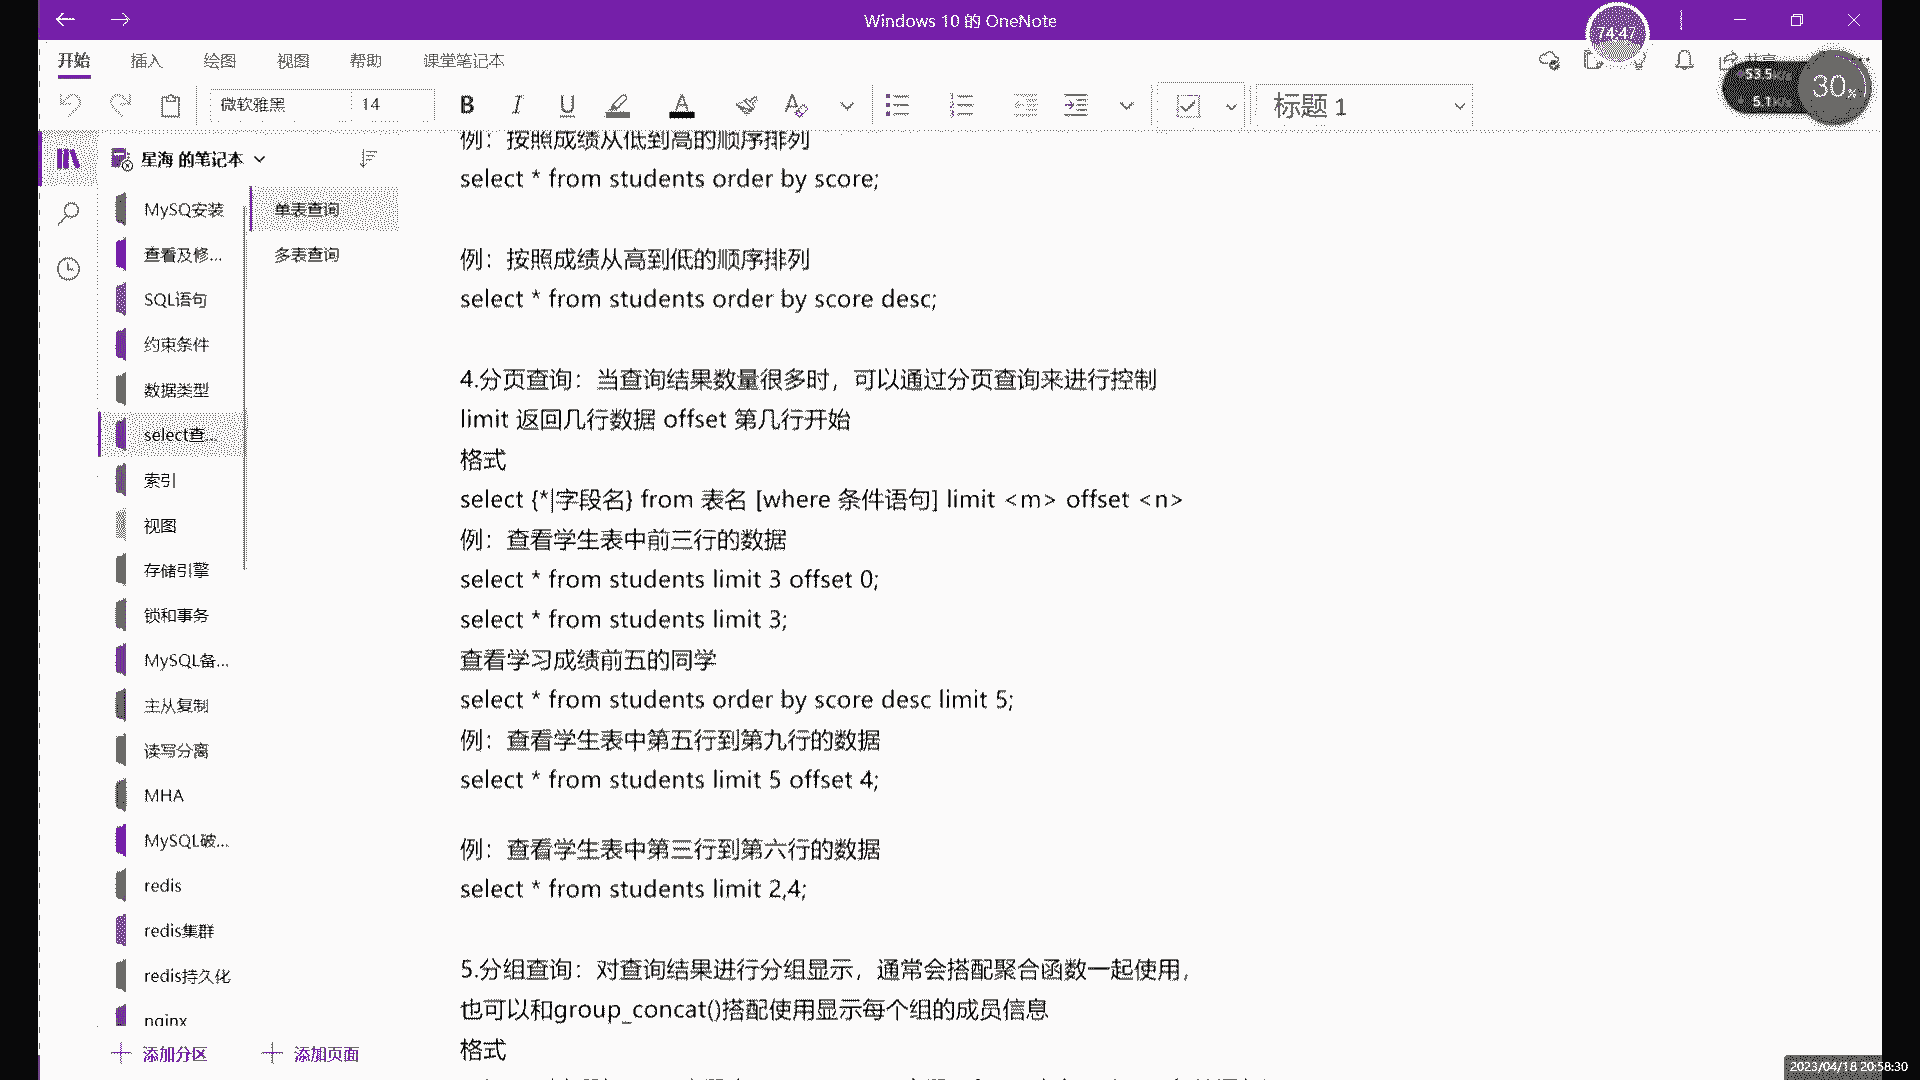 Windows 10 的 OneNote
74:47
开始 插入 绘图 视图 帮助 课堂笔记本
共享
53.5
5.1
30%
微软雅黑 14 B I U A 标题 1
星海 的笔记本
MySQ安装
查看及修...
SQL语句
约束条件
数据类型
select查...
索引
视图
存储引擎
锁和事务
MySQL备...
主从复制
读写分离
MHA
MySQL破...
redis
redis集群
redis持久化
nginx
添加分区
单表查询
多表查询
添加页面
例：按照成绩从低到高的顺序排列
select * from students order by score;
例：按照成绩从高到低的顺序排列
select * from students order by score desc;
4.分页查询：当查询结果数量很多时，可以通过分页查询来进行控制
limit 返回几行数据 offset 第几行开始
格式
select {*|字段名} from 表名 [where 条件语句] limit <m> offset <n>
例：查看学生表中前三行的数据
select * from students limit 3 offset 0;
select * from students limit 3;
查看学习成绩前五的同学
select * from students order by score desc limit 5;
例：查看学生表中第五行到第九行的数据
select * from students limit 5 offset 4;
例：查看学生表中第三行到第六行的数据
select * from students limit 2,4;
5.分组查询：对查询结果进行分组显示，通常会搭配聚合函数一起使用，
也可以和group_concat()搭配使用显示每个组的成员信息
格式
2023/04/18 20:58:30